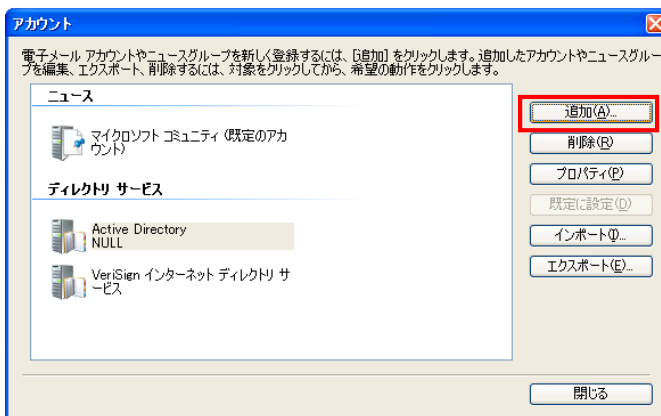 アカウント
電子メール アカウントやニュースグループを新しく登録するには、[追加] をクリックします。追加したアカウントやニュースグルー
プを編集、エクスポート、削除するには、対象をクリックしてから、希望の動作をクリックします。
ニュース
マイクロソフト コミュニティ (既定のアカ
ウント)
ディレクトリ サービス
Active Directory
NULL
VeriSign インターネット ディレクトリ サ
ービス
追加(A)...
削除(R)
プロパティ(P)
既定に設定(D)
インポート(I)...
エクスポート(E)...
閉じる